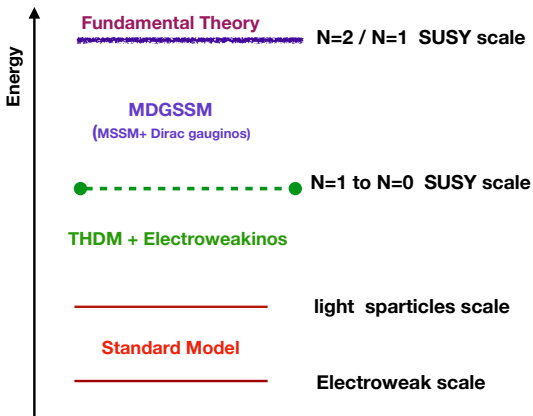 Fundamental Theory
N=2 / N=1 SUSY scale
Energy
MDGSSM
(MSSM+ Dirac gauginos)
N=1 to N=0 SUSY scale
THDM + Electroweakinos
light sparticles scale
Standard Model
Electroweak scale